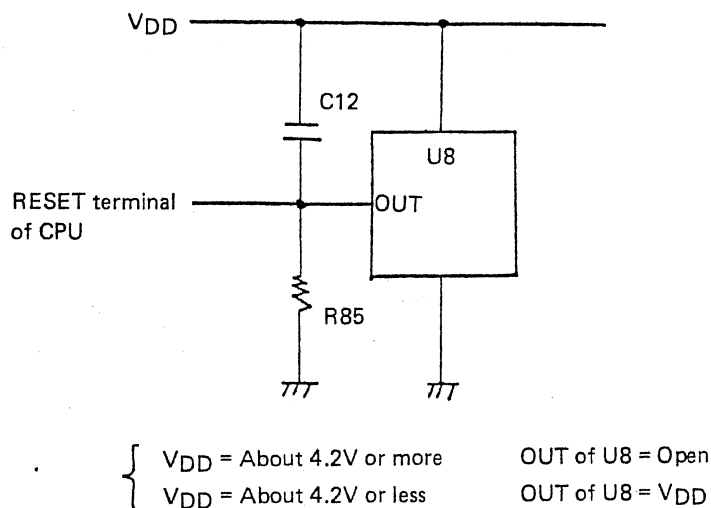 VDD
C12
U8
RESET terminal
of CPU
OUT
R85
VDD = About 4.2V or more OUT of U8 = Open
VDD = About 4.2V or less OUT of U8 = VDD